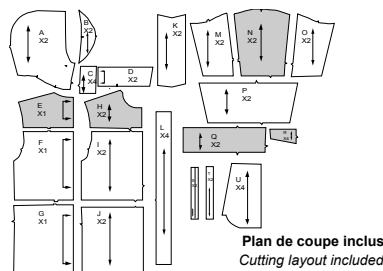 A
X2
B
X2
C
X4
D
X2
K
X2
M
X2
N
X2
O
X2
E
X1
H
X2
P
X2
L
X4
F
X1
I
X2
Q
X2
R
X4
U
X4
G
X1
J
X2
Plan de coupe inclus
Cutting layout included